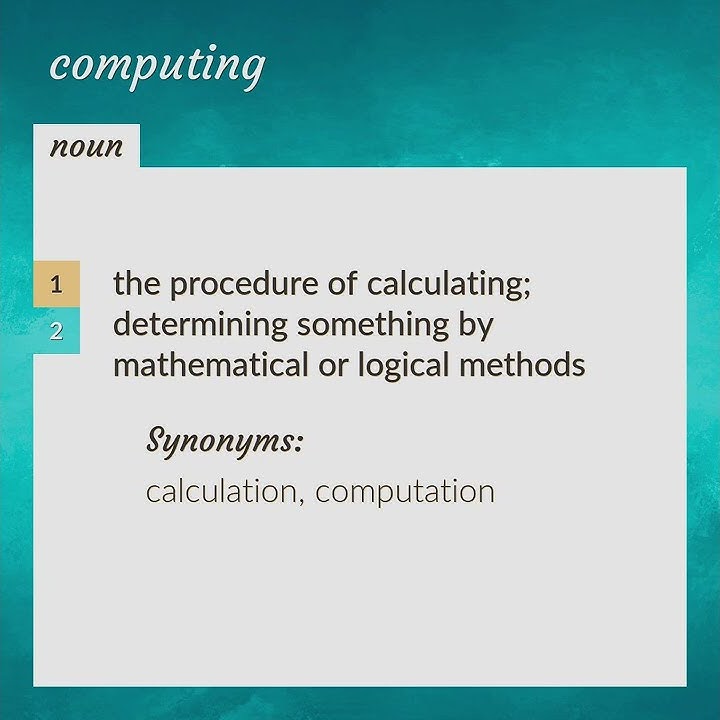 computing
noun
1
2
the procedure of calculating;
determining something by
mathematical or logical methods
Synonyms:
calculation, computation